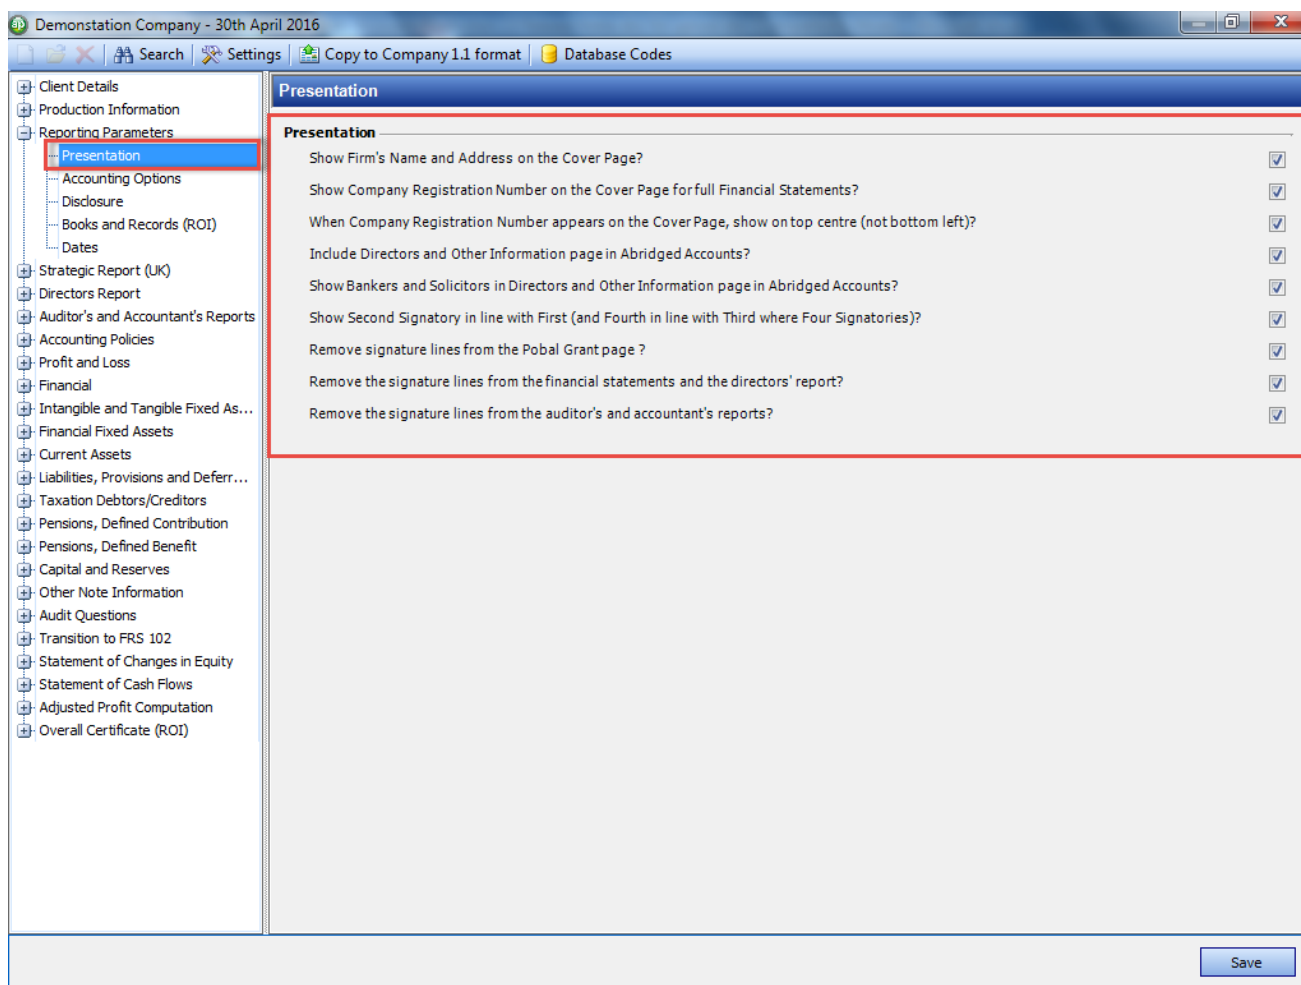 Demonstation Company - 30th April 2016
Search
Settings
Copy to Company 1.1 format
Database Codes
Client Details
Production Information
Reporting Parameters
Presentation
Accounting Options
Disclosure
Books and Records (ROI)
Dates
Strategic Report (UK)
Directors Report
Auditor's and Accountant's Reports
Accounting Policies
Profit and Loss
Financial
Intangible and Tangible Fixed As...
Financial Fixed Assets
Current Assets
Liabilities, Provisions and Deferr...
Taxation Debtors/Creditors
Pensions, Defined Contribution
Pensions, Defined Benefit
Capital and Reserves
Other Note Information
Audit Questions
Transition to FRS 102
Statement of Changes in Equity
Statement of Cash Flows
Adjusted Profit Computation
Overall Certificate (ROI)
Presentation
Presentation
Show Firm's Name and Address on the Cover Page?
Show Company Registration Number on the Cover Page for full Financial Statements?
When Company Registration Number appears on the Cover Page, show on top centre (not bottom left)?
Include Directors and Other Information page in Abridged Accounts?
Show Bankers and Solicitors in Directors and Other Information page in Abridged Accounts?
Show Second Signatory in line with First (and Fourth in line with Third where Four Signatories)?
Remove signature lines from the Pobal Grant page ?
Remove the signature lines from the financial statements and the directors' report?
Remove the signature lines from the auditor's and accountant's reports?
Save